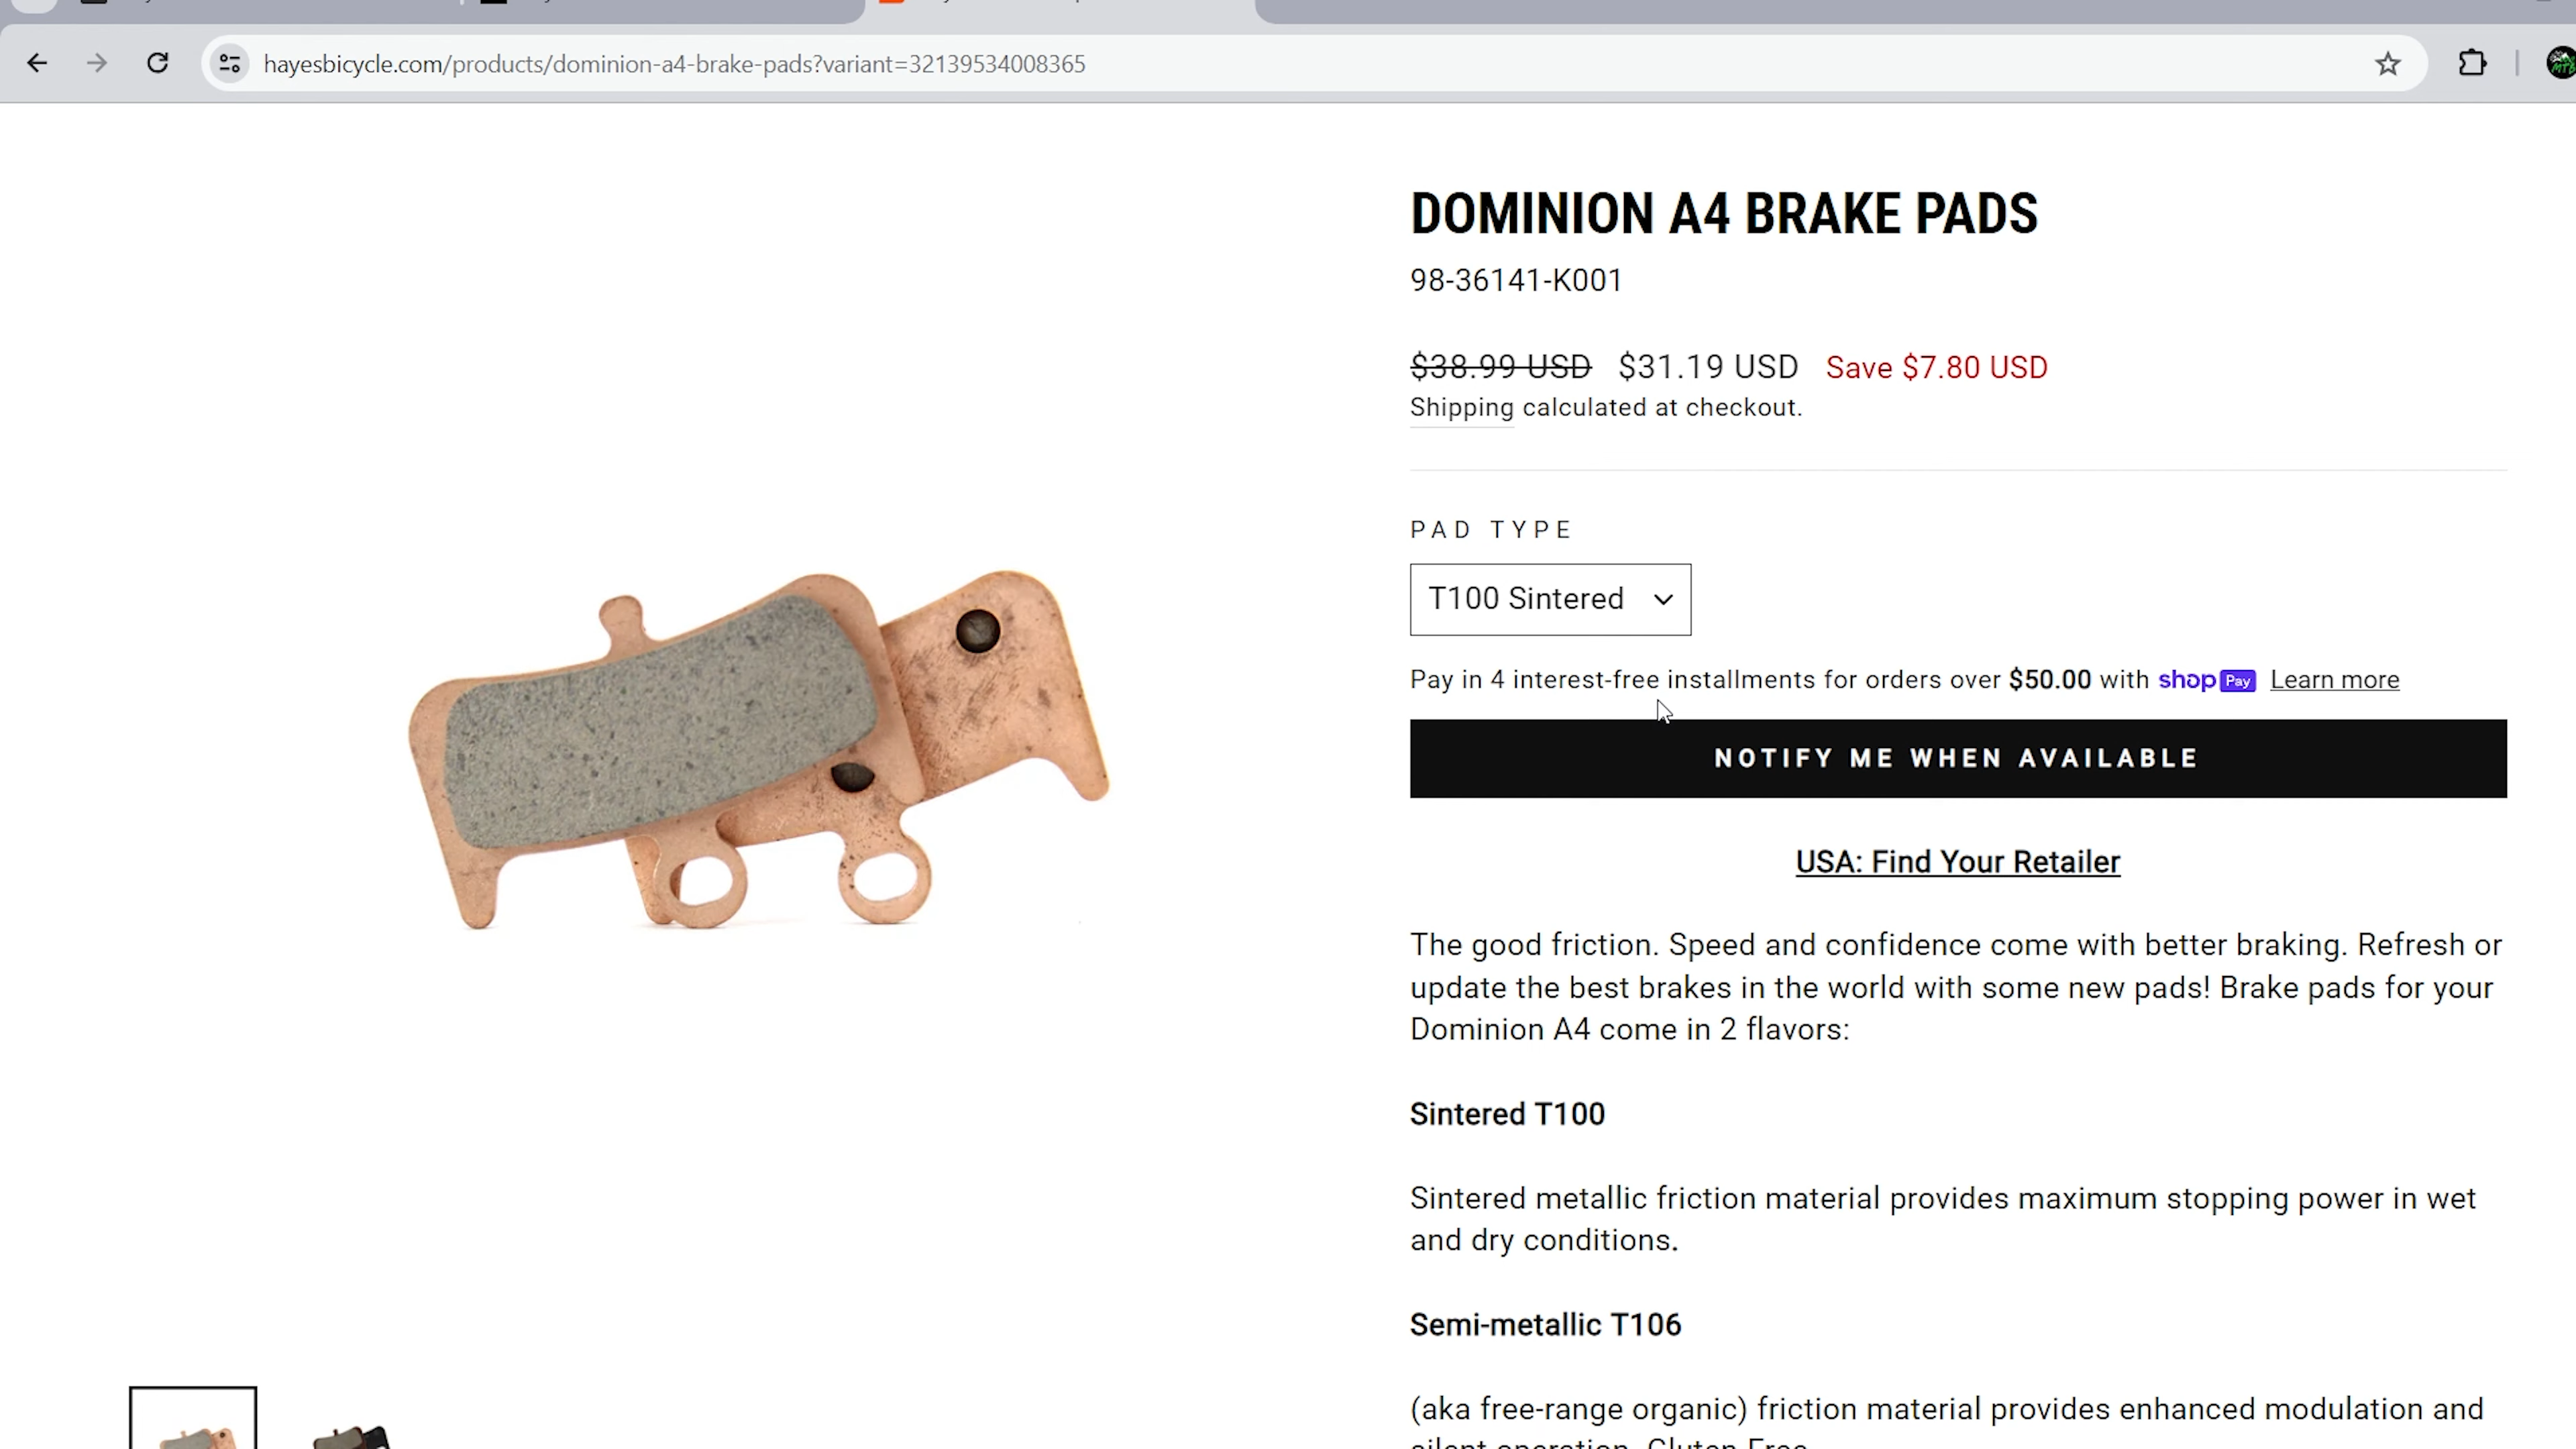 hayesbicycle.com/products/dominion-a4-brake-pads?variant=32139534008365
MTB
DOMINION A4 BRAKE PADS
98-36141-K001
$38.99 USD $31.19 USD Save $7.80 USD
Shipping calculated at checkout.
PAD TYPE
T100 Sintered
Pay in 4 interest-free installments for orders over $50.00 with shop Pay Learn more
NOTIFY ME WHEN AVAILABLE
USA: Find Your Retailer
The good friction. Speed and confidence come with better braking. Refresh or
update the best brakes in the world with some new pads! Brake pads for your
Dominion A4 come in 2 flavors:
Sintered T100
Sintered metallic friction material provides maximum stopping power in wet
and dry conditions.
Semi-metallic T106
(aka free-range organic) friction material provides enhanced modulation and
silent operation. Gluten Free